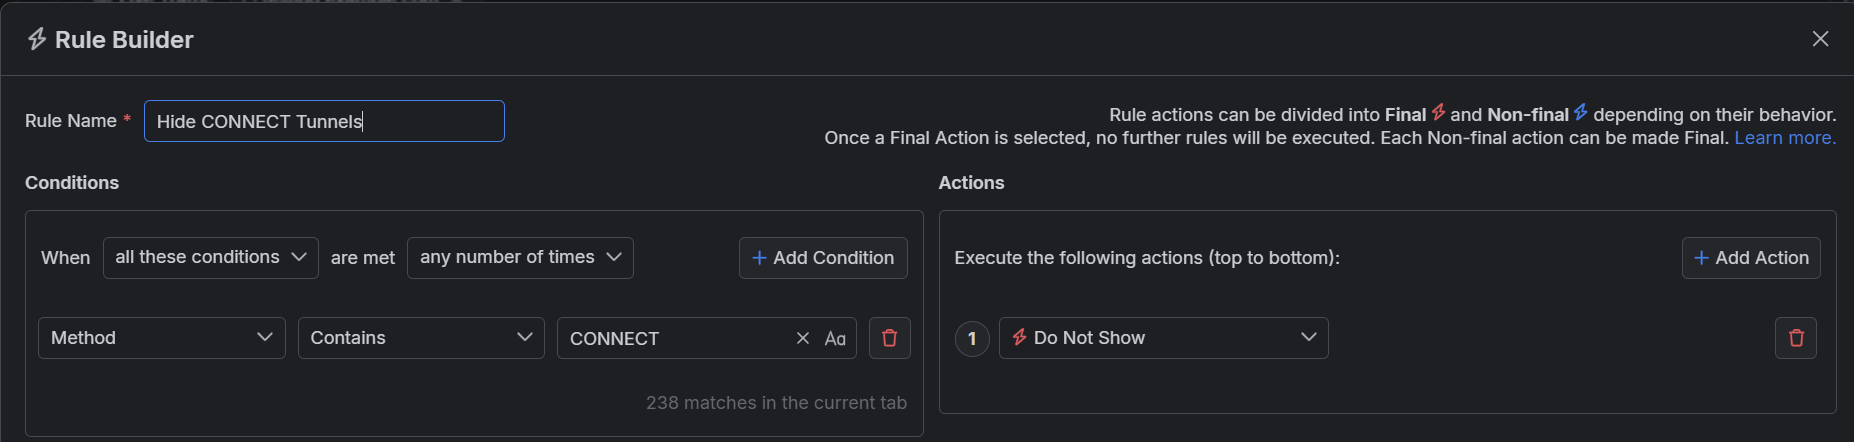 Rule Builder
Rule Name *
Hide CONNECT Tunnels
Rule actions can be divided into Final and Non-final depending on their behavior.
Once a Final Action is selected, no further rules will be executed. Each Non-final action can be made Final. Learn more.
Conditions
When all these conditions are met any number of times + Add Condition
Method Contains CONNECT Aa
238 matches in the current tab
Actions
Execute the following actions (top to bottom): + Add Action
1 Do Not Show